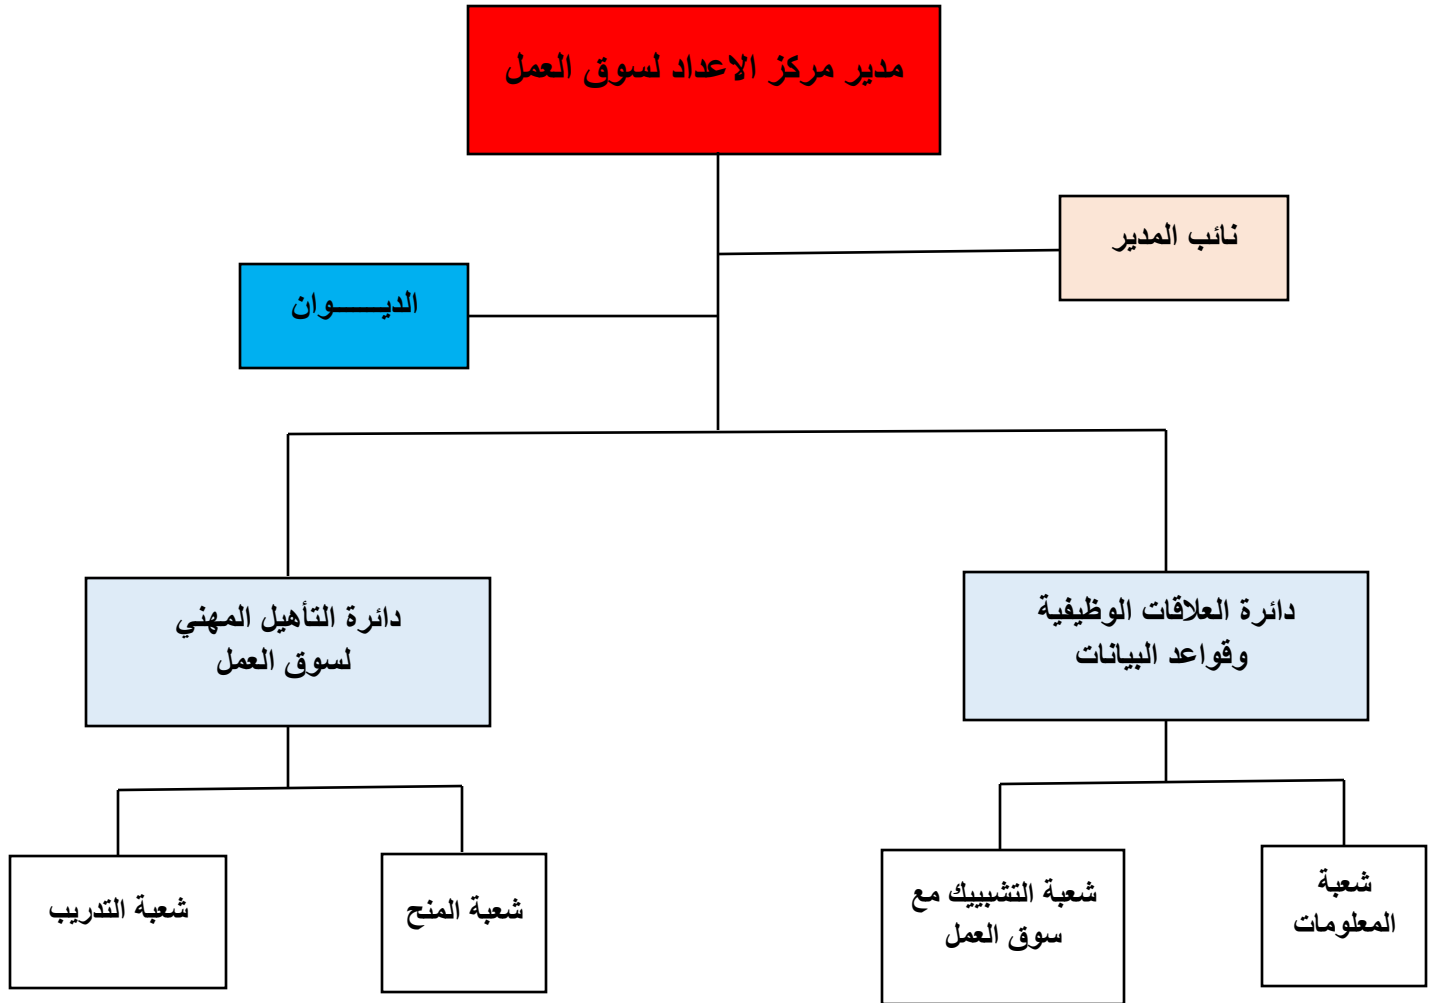 مدير مركز الاعداد لسوق العمل
نائب المدير
الديـــــــوان
دائرة العلاقات الوظيفية
وقواعد البيانات
دائرة التأهيل المهني
لسوق العمل
شعبة
المعلومات
شعبة التشبييك مع
سوق العمل
شعبة المنح
شعبة التدريب